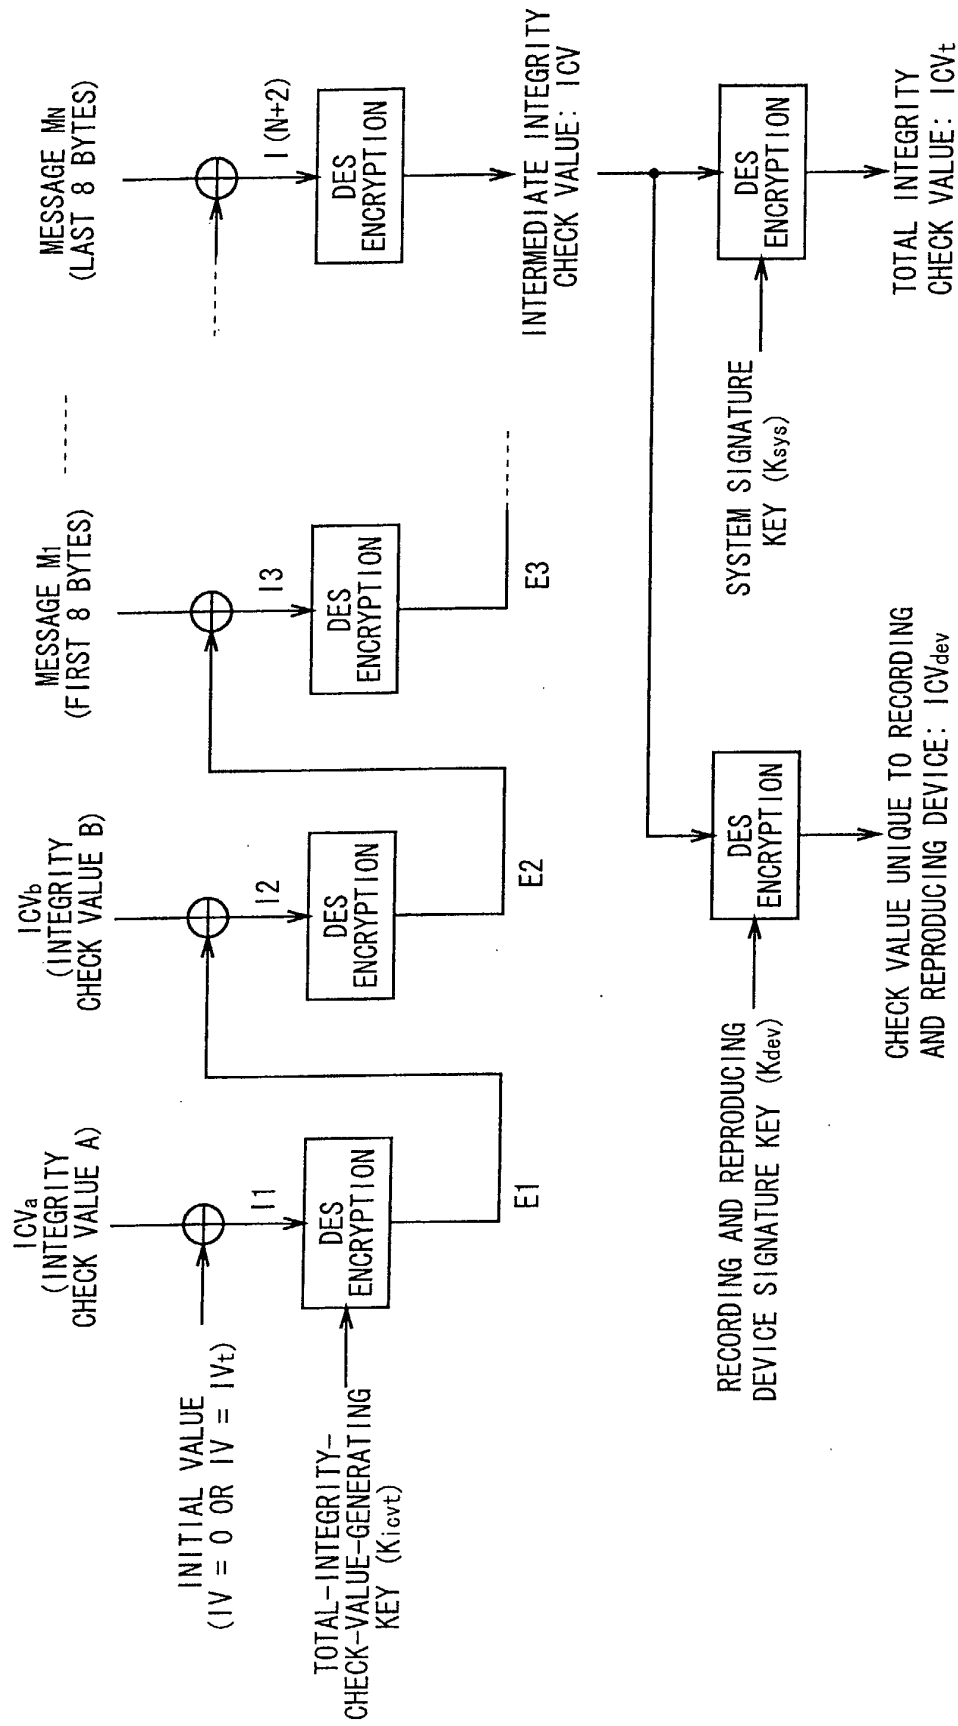 ICVa
(INTEGRITY
CHECK VALUE A)
ICVb
(INTEGRITY
CHECK VALUE B)
MESSAGE M1
(FIRST 8 BYTES)
MESSAGE MN
(LAST 8 BYTES)
INITIAL VALUE
(IV = 0 OR IV = IVt)
I1
I2
I3
I(N+2)
TOTAL-INTEGRITY-
CHECK-VALUE-GENERATING
KEY (Kicvt)
DES
ENCRYPTION
DES
ENCRYPTION
DES
ENCRYPTION
DES
ENCRYPTION
E1
E2
E3
INTERMEDIATE INTEGRITY
CHECK VALUE: ICV
RECORDING AND REPRODUCING
DEVICE SIGNATURE KEY (Kdev)
DES
ENCRYPTION
SYSTEM SIGNATURE
KEY (Ksys)
DES
ENCRYPTION
CHECK VALUE UNIQUE TO RECORDING
AND REPRODUCING DEVICE: ICVdev
TOTAL INTEGRITY
CHECK VALUE: ICVt